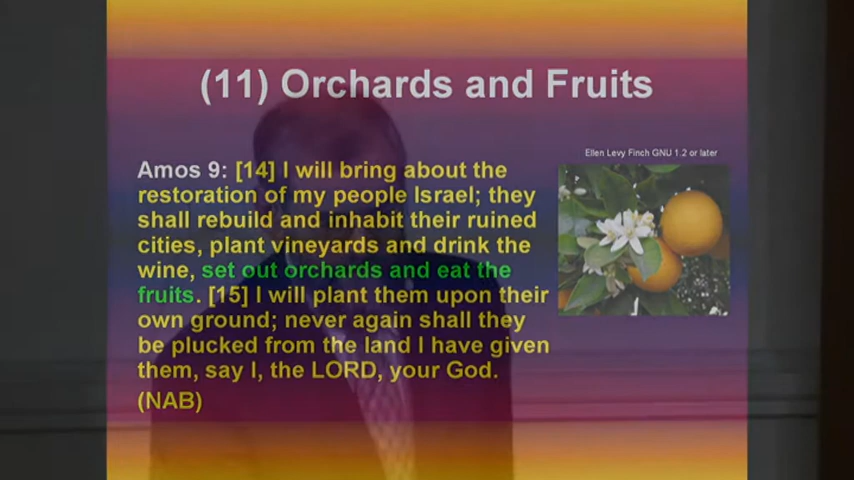 (11) Orchards and Fruits
Ellen Levy Finch GNU 1.2 or later
Amos 9: [14] I will bring about the
restoration of my people Israel; they
shall rebuild and inhabit their ruined
cities, plant vineyards and drink the
wine, set out orchards and eat the
fruits. [15] I will plant them upon their
own ground; never again shall they
be plucked from the land I have given
them, say I, the LORD, your God.
(NAB)